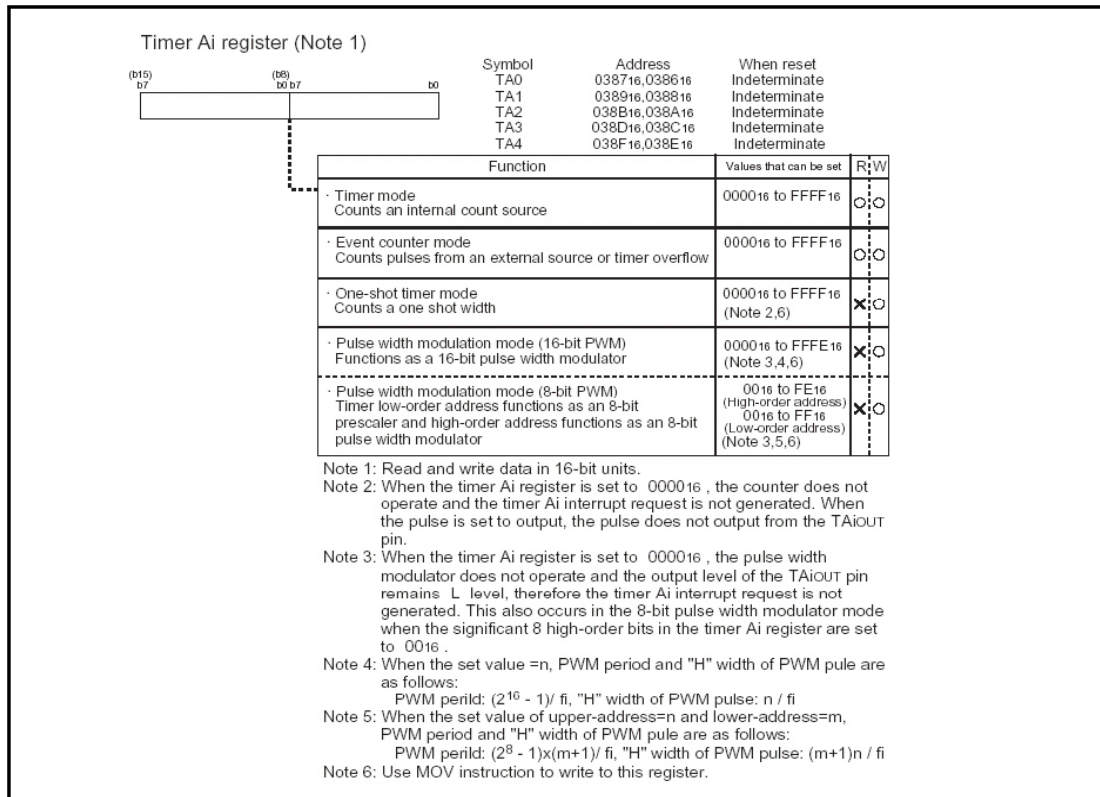 Timer Ai register (Note 1)
(b15) (b8)
b7 b0 b7 b0
Symbol Address When reset
TA0 038716,038616 Indeterminate
TA1 038916,038816 Indeterminate
TA2 038B16,038A16 Indeterminate
TA3 038D16,038C16 Indeterminate
TA4 038F16,038E16 Indeterminate
Function Values that can be set R W
· Timer mode 000016 to FFFF16
Counts an internal count source
· Event counter mode 000016 to FFFF16
Counts pulses from an external source or timer overflow
· One-shot timer mode 000016 to FFFF16
Counts a one shot width (Note 2,6)
· Pulse width modulation mode (16-bit PWM) 000016 to FFFE16
Functions as a 16-bit pulse width modulator (Note 3,4,6)
· Pulse width modulation mode (8-bit PWM) 0016 to FE16
Timer low-order address functions as an 8-bit (High-order address)
prescaler and high-order address functions as an 8-bit 0016 to FF16
pulse width modulator (Low-order address)
(Note 3,5,6)
Note 1: Read and write data in 16-bit units.
Note 2: When the timer Ai register is set to 000016 , the counter does not
operate and the timer Ai interrupt request is not generated. When
the pulse is set to output, the pulse does not output from the TAiOUT
pin.
Note 3: When the timer Ai register is set to 000016 , the pulse width
modulator does not operate and the output level of the TAiOUT pin
remains L level, therefore the timer Ai interrupt request is not
generated. This also occurs in the 8-bit pulse width modulator mode
when the significant 8 high-order bits in the timer Ai register are set
to 0016 .
Note 4: When the set value =n, PWM period and "H" width of PWM pule are
as follows:
PWM perild: (2^16 - 1)/ fi, "H" width of PWM pulse: n / fi
Note 5: When the set value of upper-address=n and lower-address=m,
PWM period and "H" width of PWM pule are as follows:
PWM perild: (2^8 - 1)x(m+1)/ fi, "H" width of PWM pulse: (m+1)n / fi
Note 6: Use MOV instruction to write to this register.